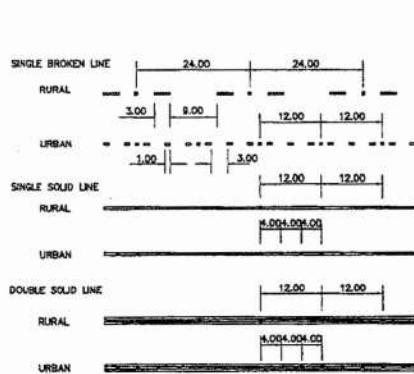 24.00 24.00
SINGLE BROKEN LINE
RURAL
3.00 9.00 12.00 12.00
URBAN
1.00 3.00 12.00 12.00
SINGLE SOLID LINE
RURAL
4.00 4.00 4.00
URBAN
12.00 12.00
DOUBLE SOLID LINE
RURAL
4.00 4.00 4.00
URBAN